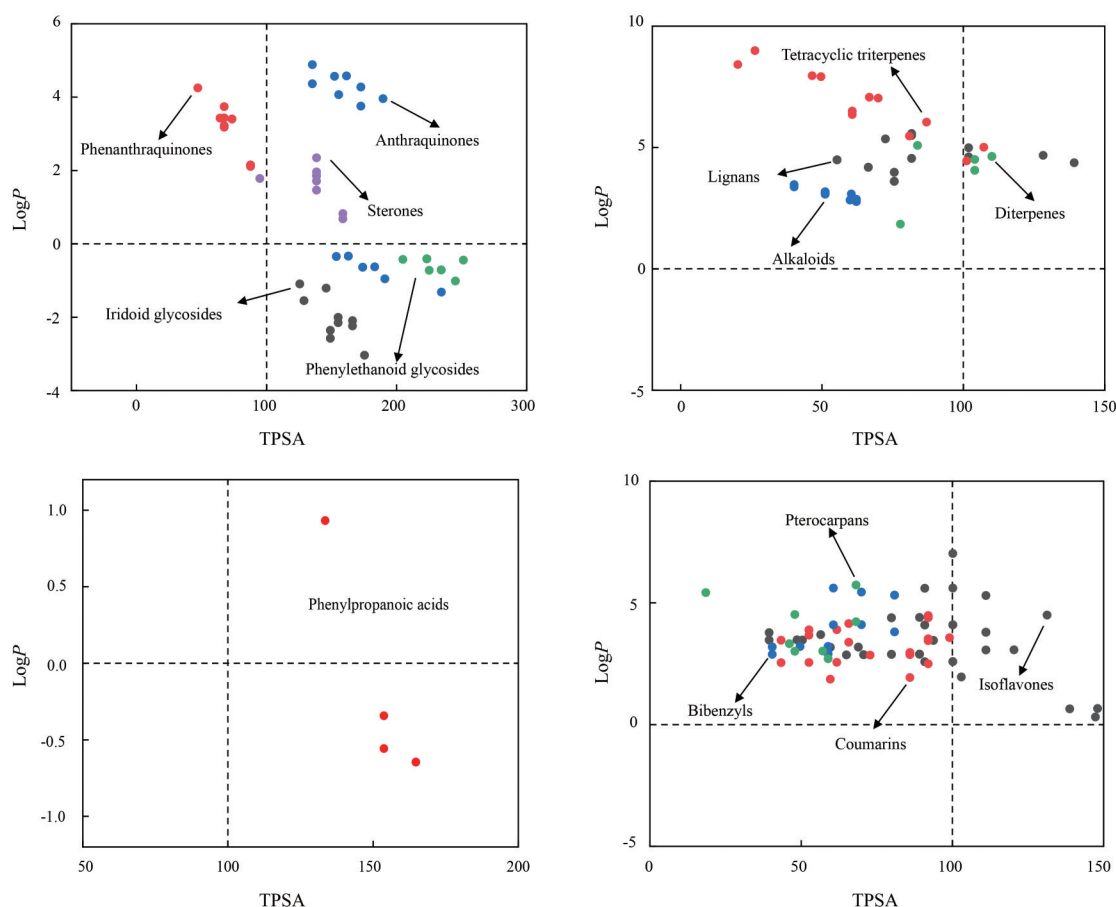 6
4
2
0
-2
-4
0
100
200
300
LogP
TPSA
Phenanthraquinones
Anthraquinones
Sterones
Iridoid glycosides
Phenylethanoid glycosides
10
5
0
-5
0
50
100
150
LogP
TPSA
Tetracyclic triterpenes
Lignans
Alkaloids
Diterpenes
1.0
0.5
0.0
-0.5
-1.0
50
100
150
200
LogP
TPSA
Phenylpropanoic acids
10
5
0
-5
0
50
100
150
LogP
TPSA
Pterocarpans
Bibenzyls
Coumarins
Isoflavones